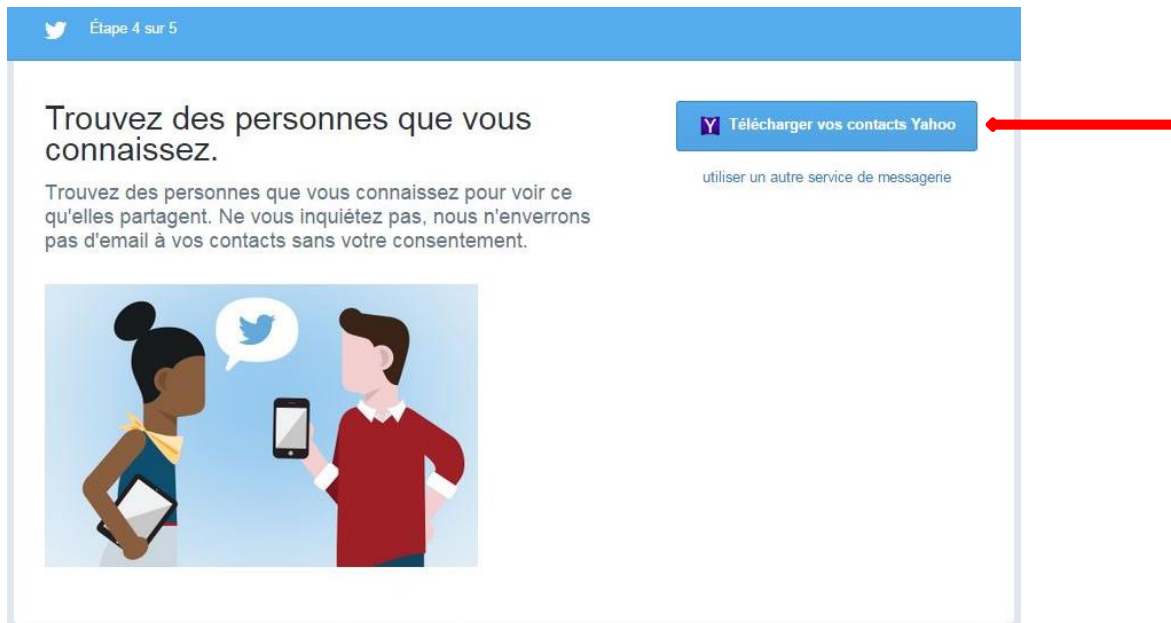 Étape 4 sur 5
Trouvez des personnes que vous
connaissez.
Trouvez des personnes que vous connaissez pour voir ce
qu'elles partagent. Ne vous inquiétez pas, nous n'enverrons
pas d'email à vos contacts sans votre consentement.
Y Télécharger vos contacts Yahoo
utiliser un autre service de messagerie